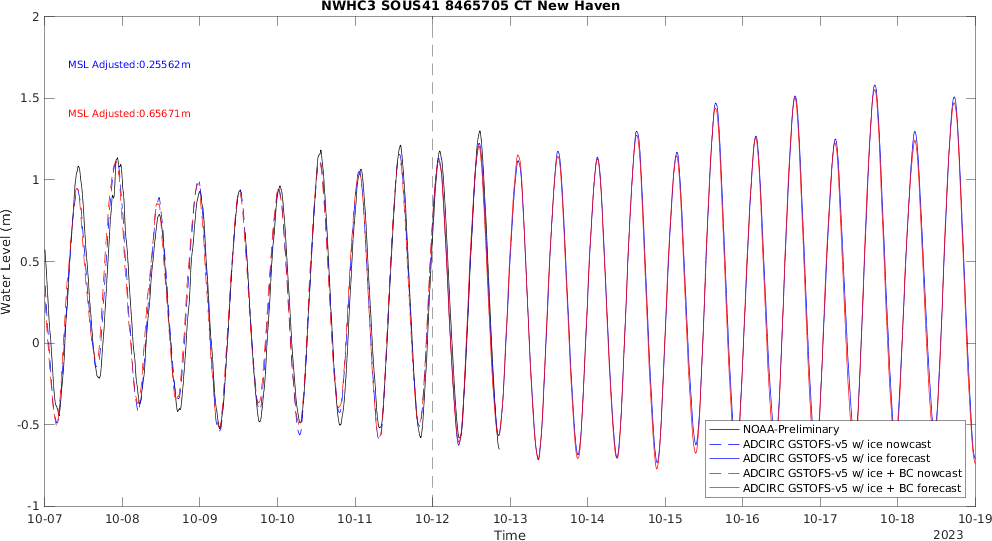 NWHC3 SOUS41 8465705 CT New Haven
2
1.5
1
0.5
0
-0.5
-1
Water Level (m)
MSL Adjusted:0.25562m
MSL Adjusted:0.65671m
NOAA-Preliminary
ADCIRC GSTOFS-v5 w/ ice nowcast
ADCIRC GSTOFS-v5 w/ ice forecast
ADCIRC GSTOFS-v5 w/ ice + BC nowcast
ADCIRC GSTOFS-v5 w/ ice + BC forecast
10-07 10-08 10-09 10-10 10-11 10-12 10-13 10-14 10-15 10-16 10-17 10-18 10-19
Time
2023